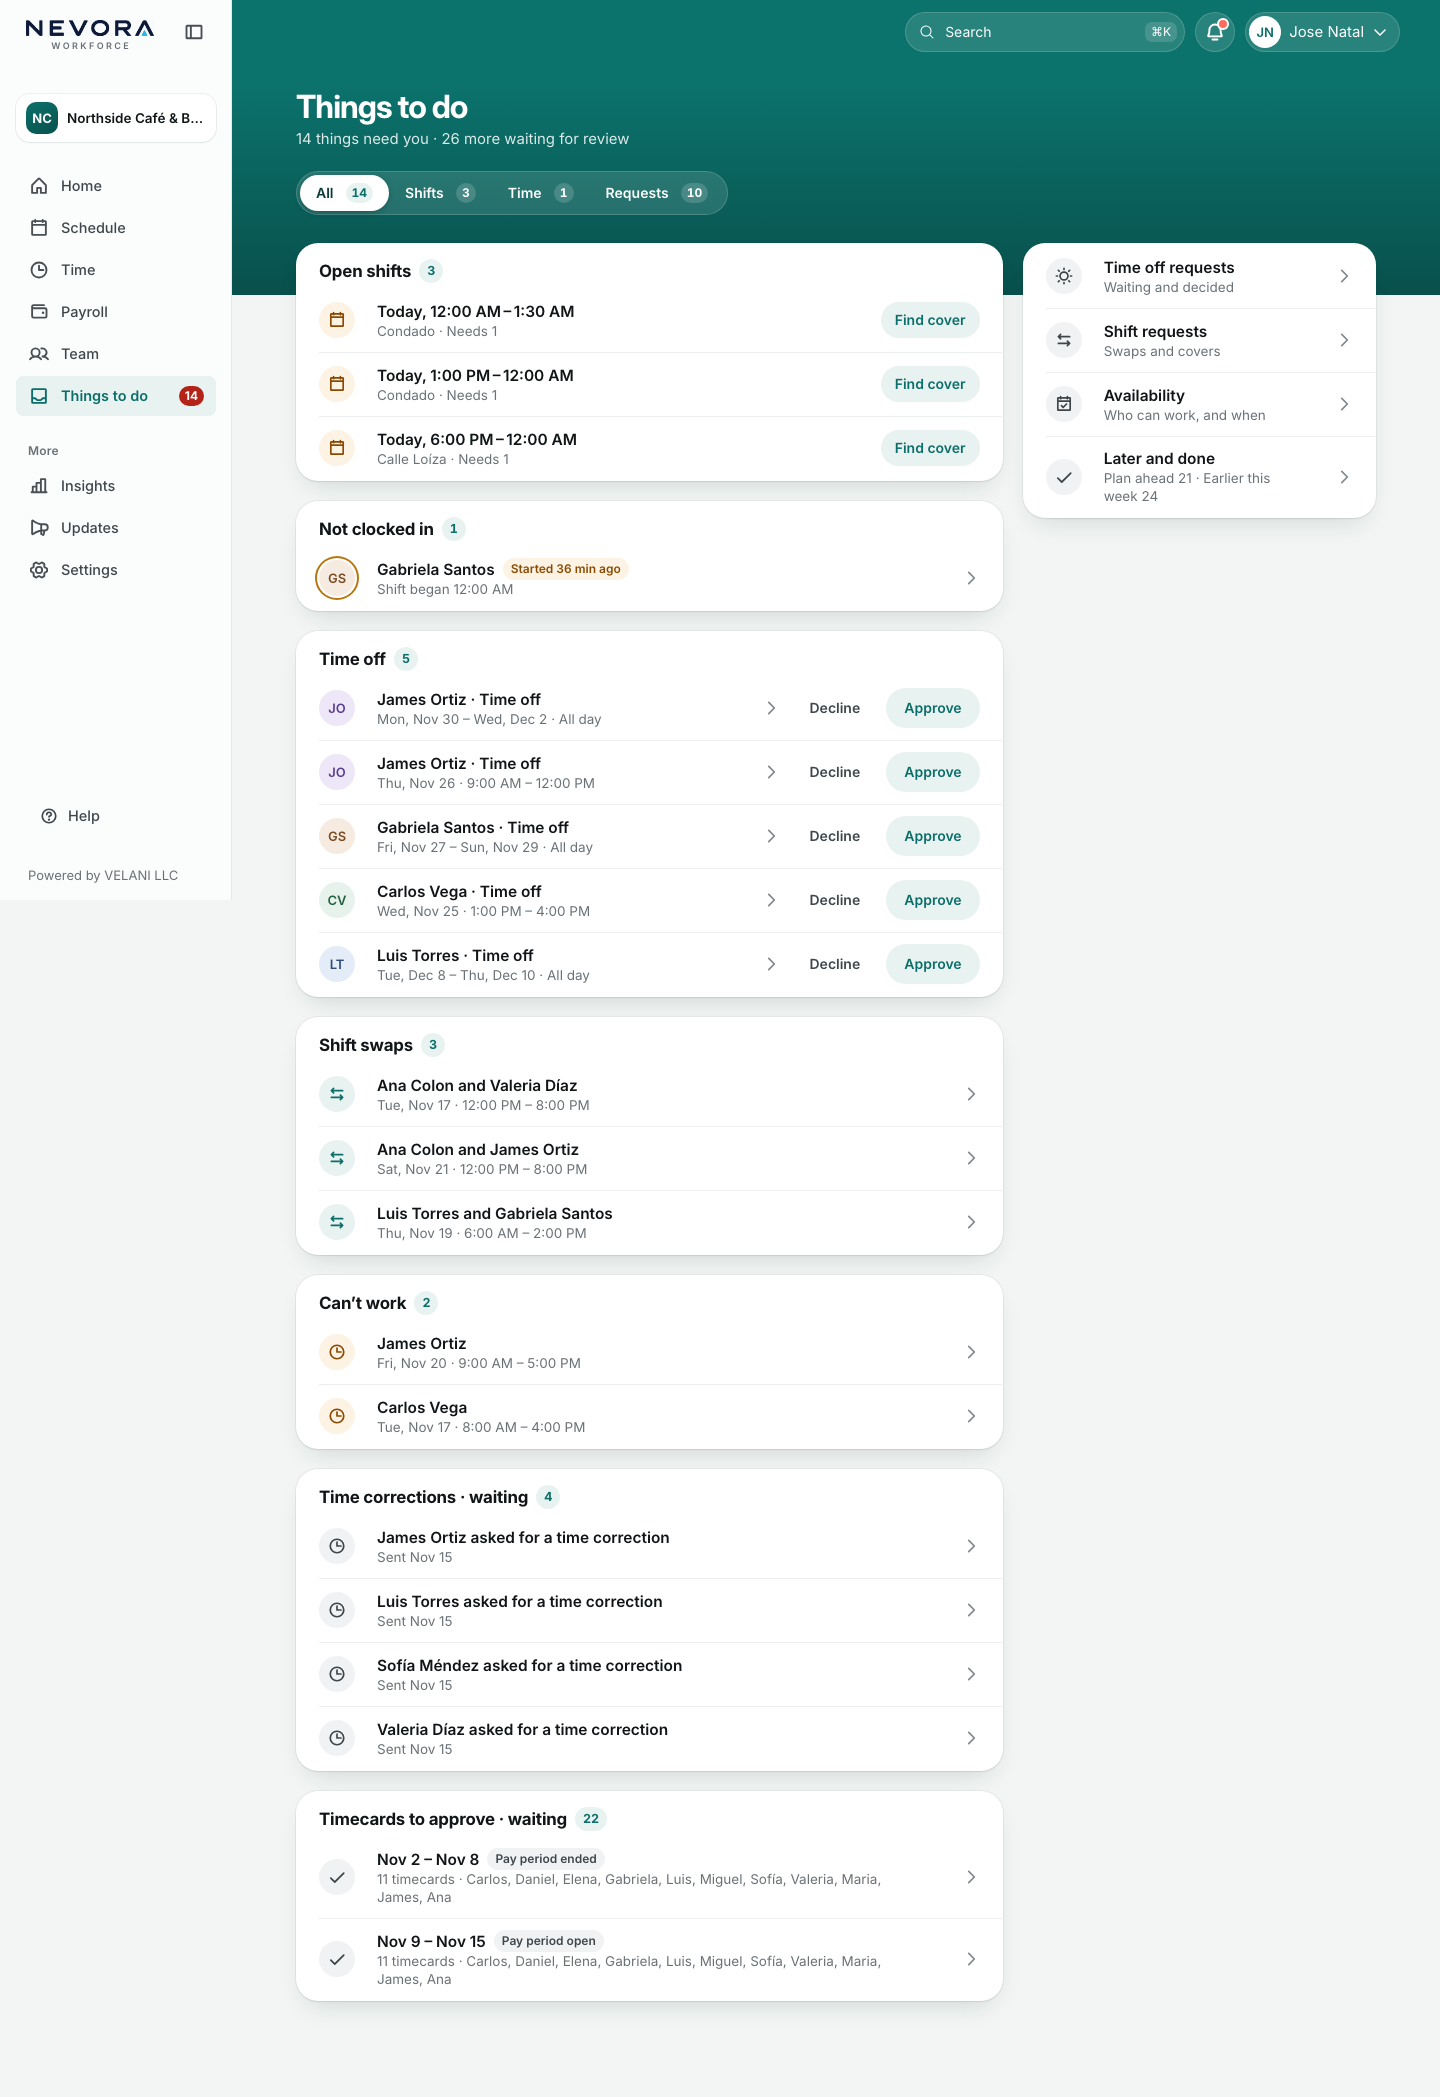 NEVORA
WORKFORCE
NC Northside Café & B...
Home
Schedule
Time
Payroll
Team
Things to do 14
More
Insights
Updates
Settings
Help
Powered by VELANI LLC
Search ⌘K
JN Jose Natal
Things to do
14 things need you · 26 more waiting for review
All 14 Shifts 3 Time 1 Requests 10
Open shifts 3
Today, 12:00 AM – 1:30 AM
Condado · Needs 1
Find cover
Today, 1:00 PM – 12:00 AM
Condado · Needs 1
Find cover
Today, 6:00 PM – 12:00 AM
Calle Loíza · Needs 1
Find cover
Not clocked in 1
GS
Gabriela Santos Started 36 min ago
Shift began 12:00 AM
Time off 5
JO
James Ortiz · Time off
Mon, Nov 30 – Wed, Dec 2 · All day
Decline Approve
JO
James Ortiz · Time off
Thu, Nov 26 · 9:00 AM – 12:00 PM
Decline Approve
GS
Gabriela Santos · Time off
Fri, Nov 27 – Sun, Nov 29 · All day
Decline Approve
CV
Carlos Vega · Time off
Wed, Nov 25 · 1:00 PM – 4:00 PM
Decline Approve
LT
Luis Torres · Time off
Tue, Dec 8 – Thu, Dec 10 · All day
Decline Approve
Shift swaps 3
Ana Colon and Valeria Díaz
Tue, Nov 17 · 12:00 PM – 8:00 PM
Ana Colon and James Ortiz
Sat, Nov 21 · 12:00 PM – 8:00 PM
Luis Torres and Gabriela Santos
Thu, Nov 19 · 6:00 AM – 2:00 PM
Can’t work 2
James Ortiz
Fri, Nov 20 · 9:00 AM – 5:00 PM
Carlos Vega
Tue, Nov 17 · 8:00 AM – 4:00 PM
Time corrections · waiting 4
James Ortiz asked for a time correction
Sent Nov 15
Luis Torres asked for a time correction
Sent Nov 15
Sofía Méndez asked for a time correction
Sent Nov 15
Valeria Díaz asked for a time correction
Sent Nov 15
Timecards to approve · waiting 22
Nov 2 – Nov 8 Pay period ended
11 timecards · Carlos, Daniel, Elena, Gabriela, Luis, Miguel, Sofía, Valeria, Maria,
James, Ana
Nov 9 – Nov 15 Pay period open
11 timecards · Carlos, Daniel, Elena, Gabriela, Luis, Miguel, Sofía, Valeria, Maria,
James, Ana
Time off requests
Waiting and decided
Shift requests
Swaps and covers
Availability
Who can work, and when
Later and done
Plan ahead 21 · Earlier this
week 24